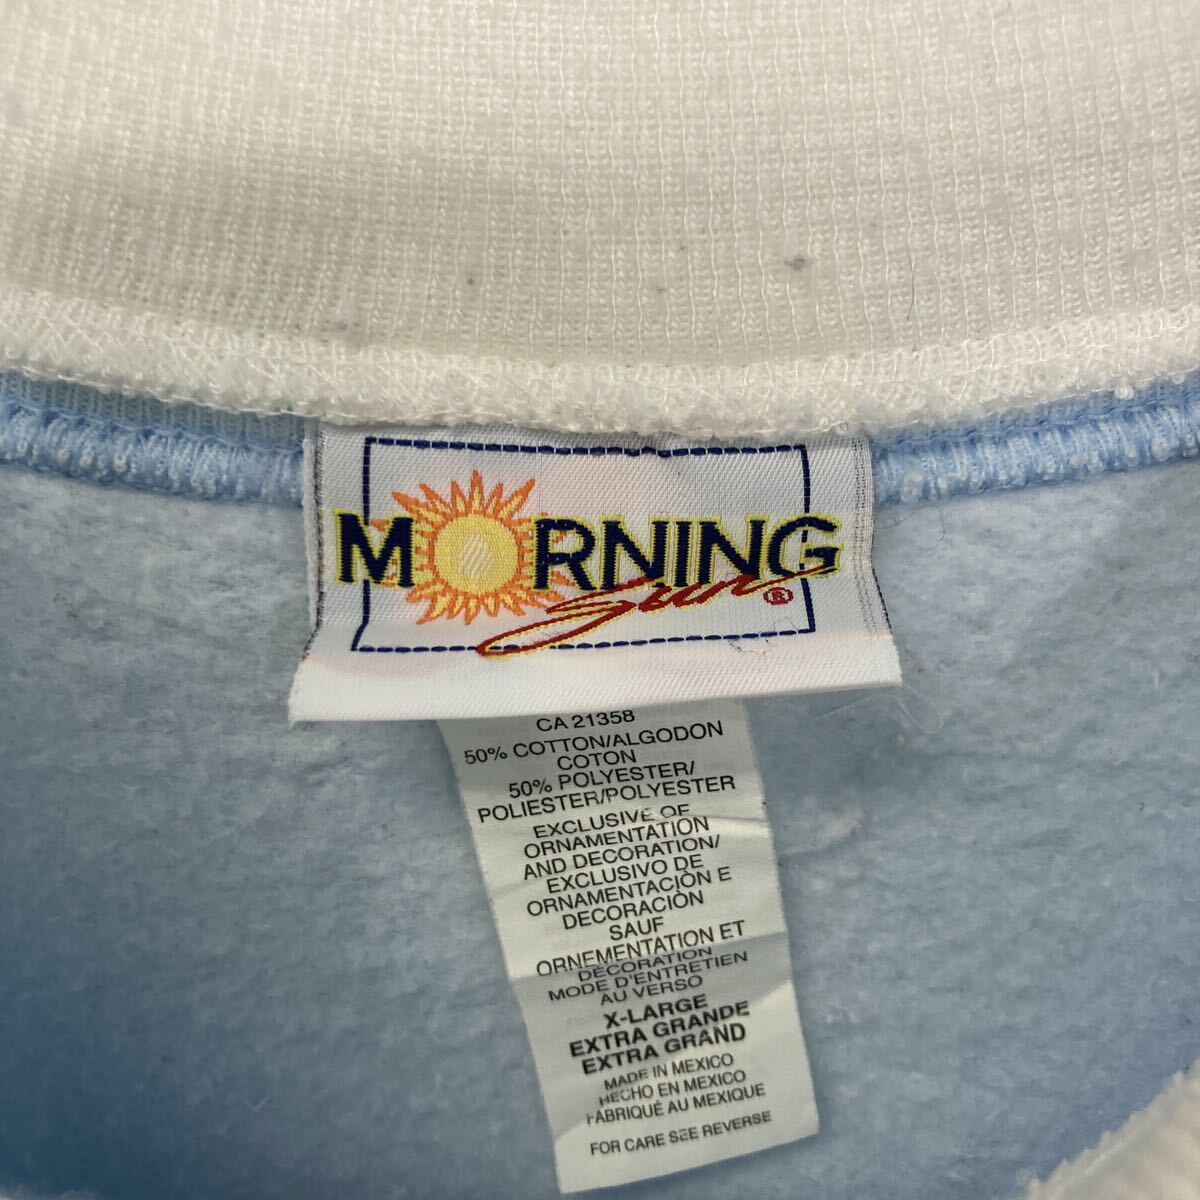 MORNING
Sun®
CA 21358
50% COTTON/ALGODON
COTON
50% POLYESTER/
POLIESTER/POLYESTER
EXCLUSIVE OF
ORNAMENTATION
AND DECORATION/
EXCLUSIVO DE
ORNAMENTACIÒN E
DECORACIÓN
SAUF
ORNEMENTATION ET
DÉCORATION
MODE D'ENTRETIEN
AU VERSO
X-LARGE
EXTRA GRANDE
EXTRA GRAND
MADE IN MEXICO
HECHO EN MEXICO
FABRIQUÉ AU MEXIQUE
FOR CARE SEE REVERSE